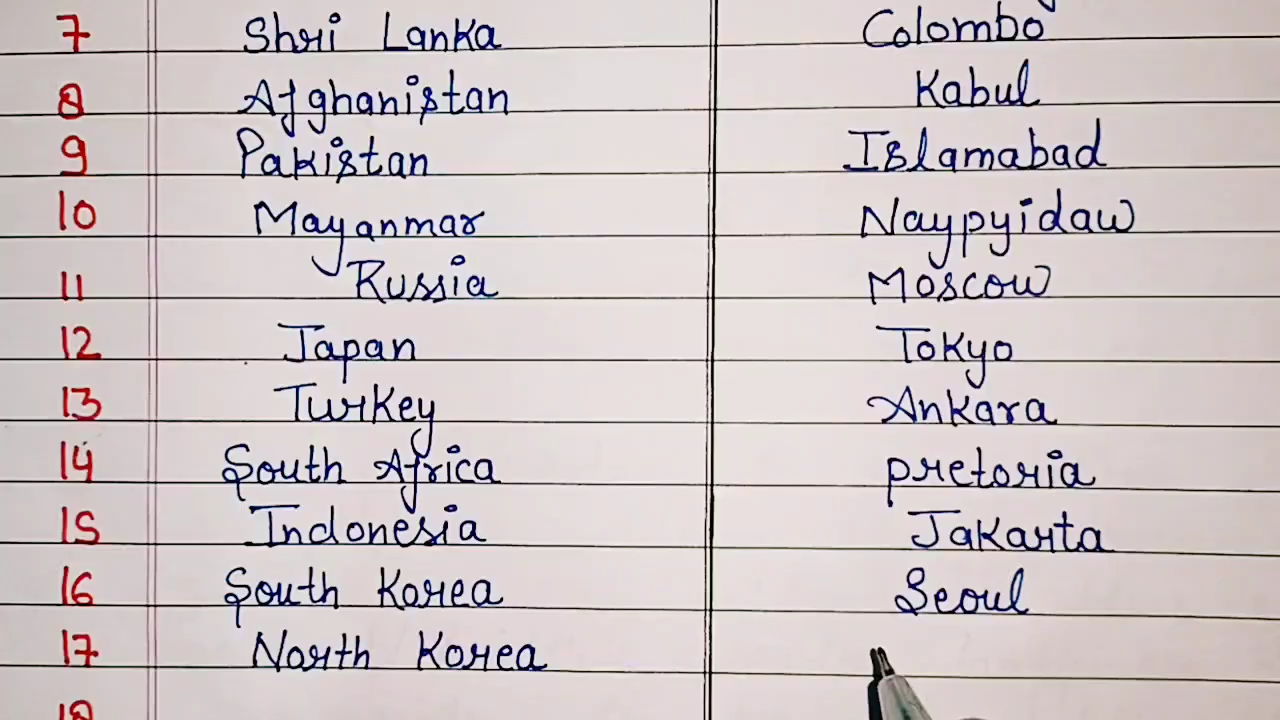 7 Shri Lanka Colombo
8 Afghanistan Kabul
9 Pakistan Islamabad
10 Mayanmar Naypyidaw
11 Russia Moscow
12 Japan Tokyo
13 Turkey Ankara
14 South Africa pretoria
15 Indonesia Jakarta
16 South Korea Seoul
17 North Korea
18